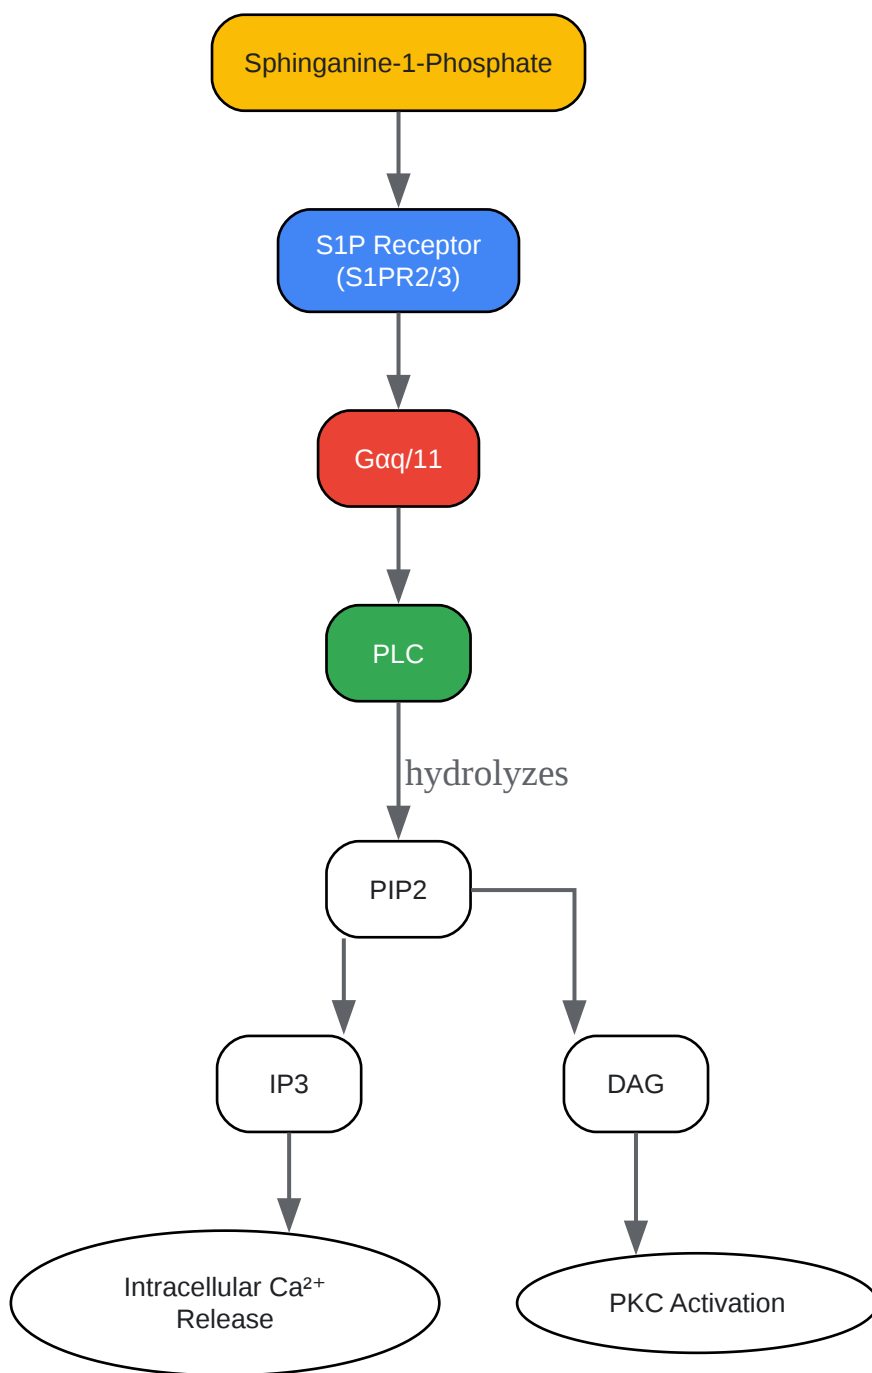 Sphinganine-1-Phosphate
S1P Receptor
(S1PR2/3)
Gαq/11
PLC
hydrolyzes
PIP2
IP3
DAG
Intracellular Ca²⁺
Release
PKC Activation